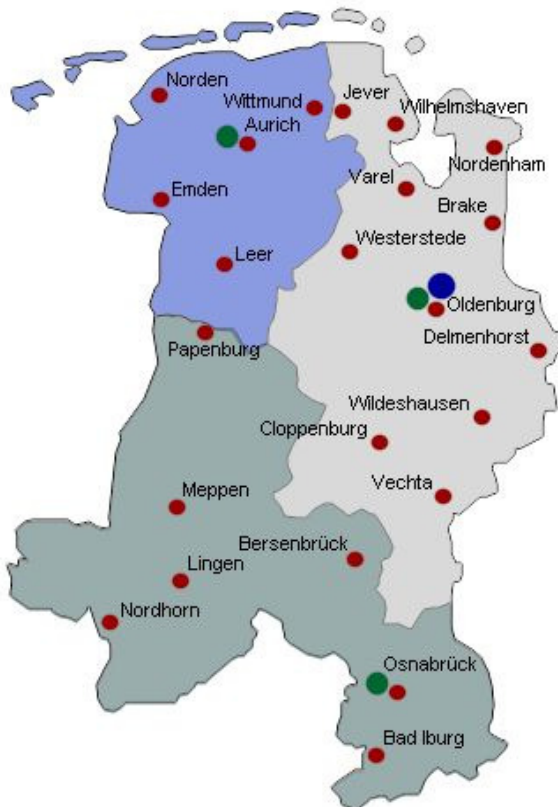 Norden
Wittmund
Jever
Wilhelmshaven
Aurich
Nordenham
Emden
Varel
Brake
Leer
Westerstede
Oldenburg
Papenburg
Delmenhorst
Wildeshausen
Cloppenburg
Meppen
Vechta
Bersenbrück
Lingen
Nordhorn
Osnabrück
Bad Iburg